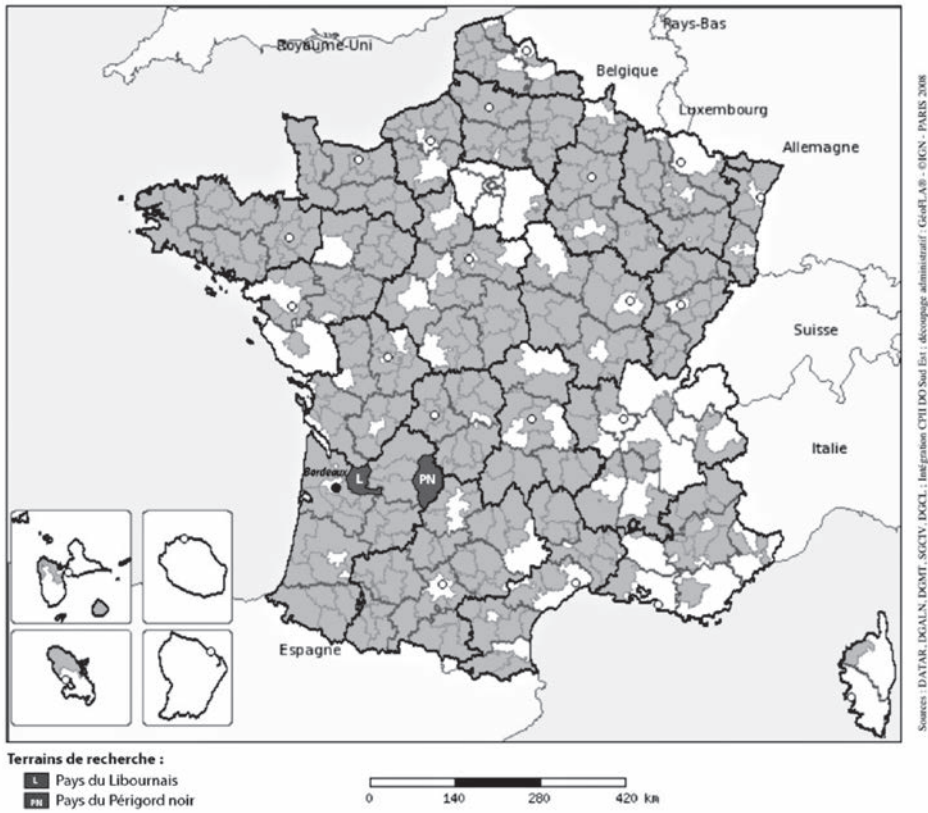 Royaume-Uni
Pays-Bas
Belgique
Luxembourg
Allemagne
Suisse
Italie
Bordeaux
L
PN
Espagne
Sources : DATAR, DGALN, DGMT, SGCIV, DGCL ; Intégration CPII DO Sud Est ; découpage administratif : GéoFLA® - ©IGN - PARIS 2008
Terrains de recherche :
L Pays du Libournais
PN Pays du Périgord noir
0 140 280 420 km